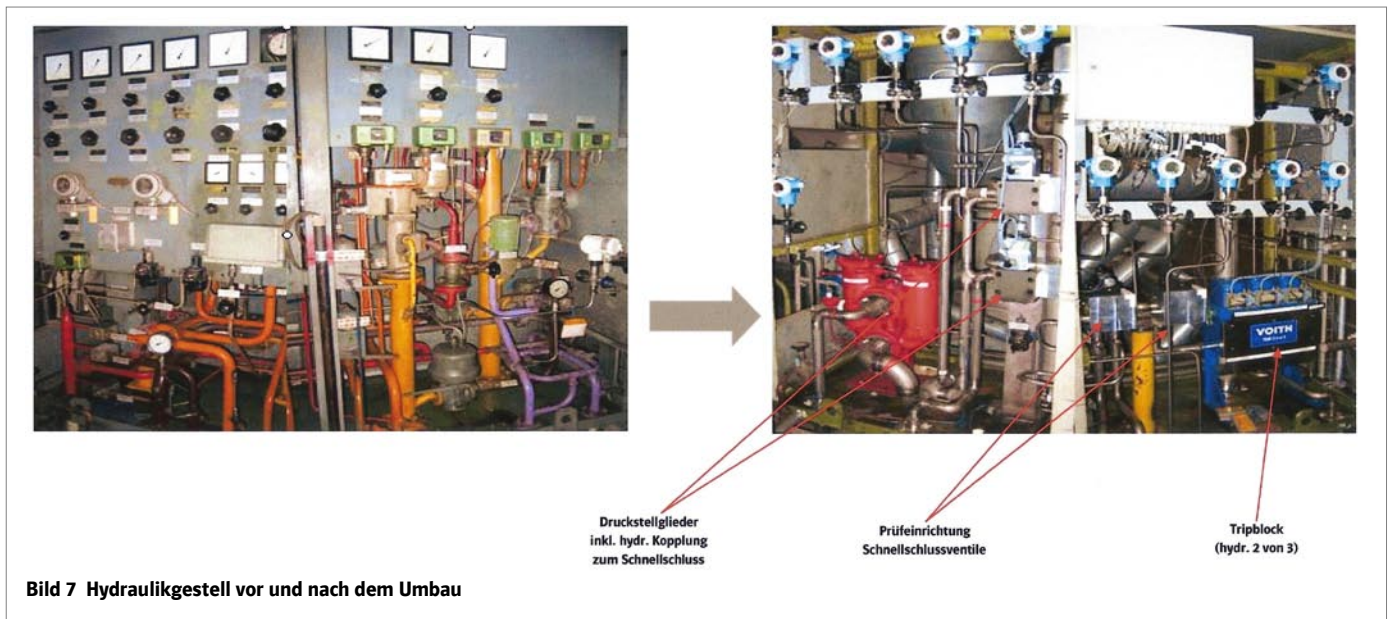 VOITH
Druckstellglieder
inkl. hydr. Kopplung
zum Schnellschluss
Prüfeinrichtung
Schnellschlussventile
Tripblock
(hydr. 2 von 3)
Bild 7 Hydraulikgestell vor und nach dem Umbau